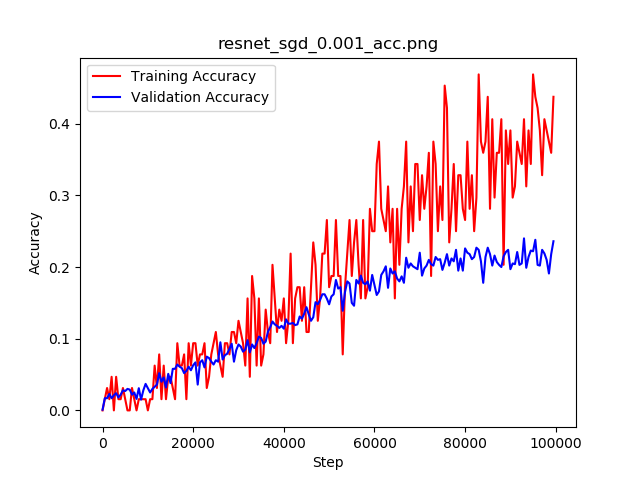 resnet_sgd_0.001_acc.png
Training Accuracy
Validation Accuracy
Accuracy
0.4
0.3
0.2
0.1
0.0
0 20000 40000 60000 80000 100000
Step